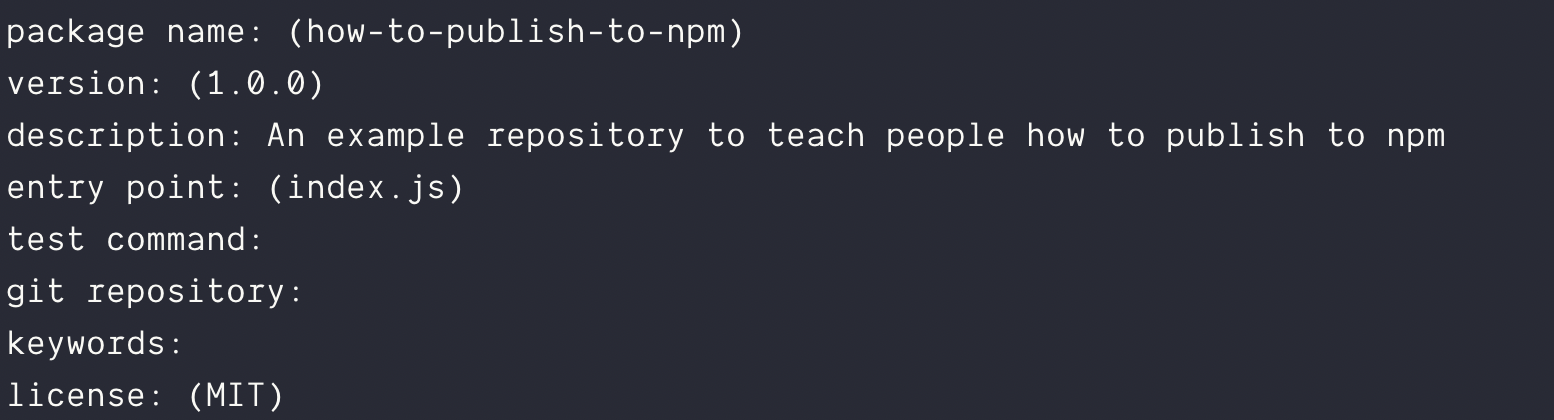 package name: (how-to-publish-to-npm)
version: (1.0.0)
description: An example repository to teach people how to publish to npm
entry point: (index.js)
test command:
git repository:
keywords:
license: (MIT)